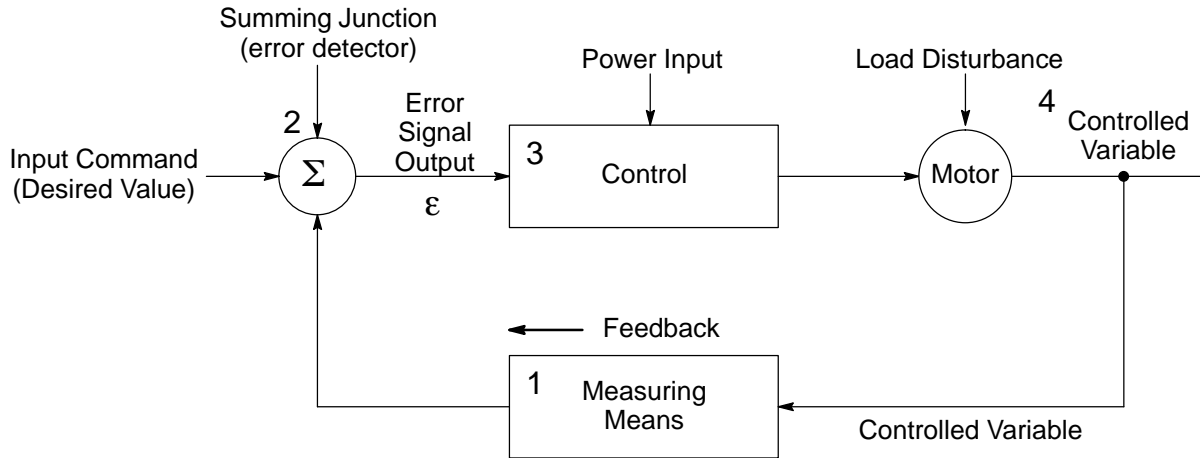 Summing Junction
(error detector)
Power Input
Load Disturbance
2
Error
Signal
Output
ε
4
Controlled
Variable
Input Command
(Desired Value)
Σ
3
Control
Motor
Feedback
1
Measuring
Means
Controlled Variable